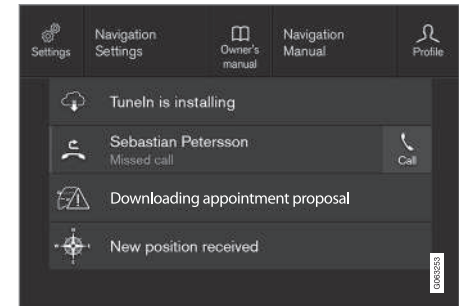 Settings
Navigation
Settings
Owner's
manual
Navigation
Manual
Profile
TuneIn is installing
Sebastian Petersson
Missed call
Call
Downloading appointment proposal
New position received
G063253